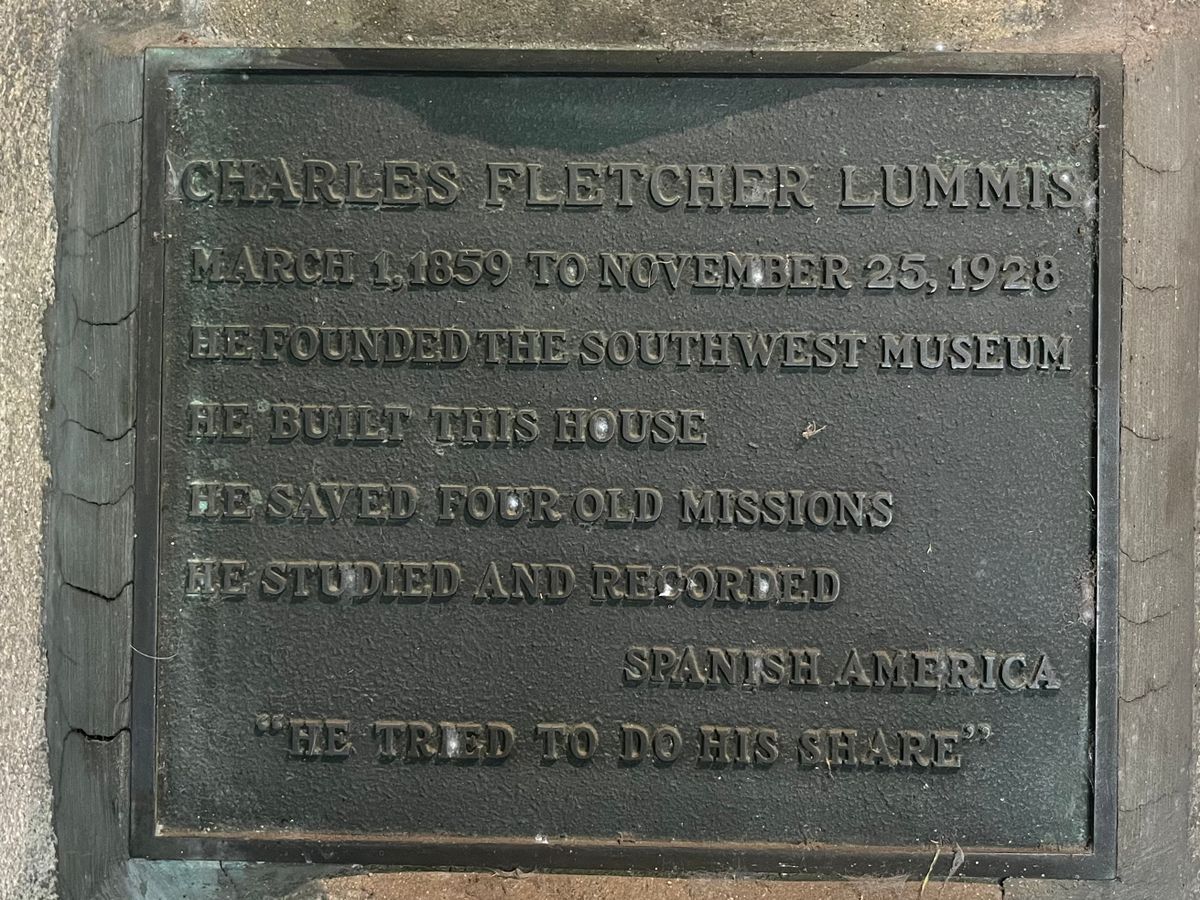 CHARLES FLETCHER LUMMIS
MARCH 1, 1859 TO NOVEMBER 25, 1928
HE FOUNDED THE SOUTHWEST MUSEUM
HE BUILT THIS HOUSE
HE SAVED FOUR OLD MISSIONS
HE STUDIED AND RECORDED
SPANISH AMERICA
“HE TRIED TO DO HIS SHARE”